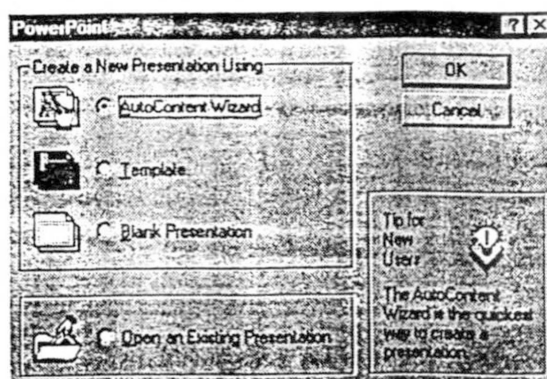 PowerPoint
Create a New Presentation Using
OK
AutoContent Wizard
Cancel
Template
Blank Presentation
Tip for
New
Users
The AutoContent
Wizard is the quickest
way to create a
presentation.
Open an Existing Presentation